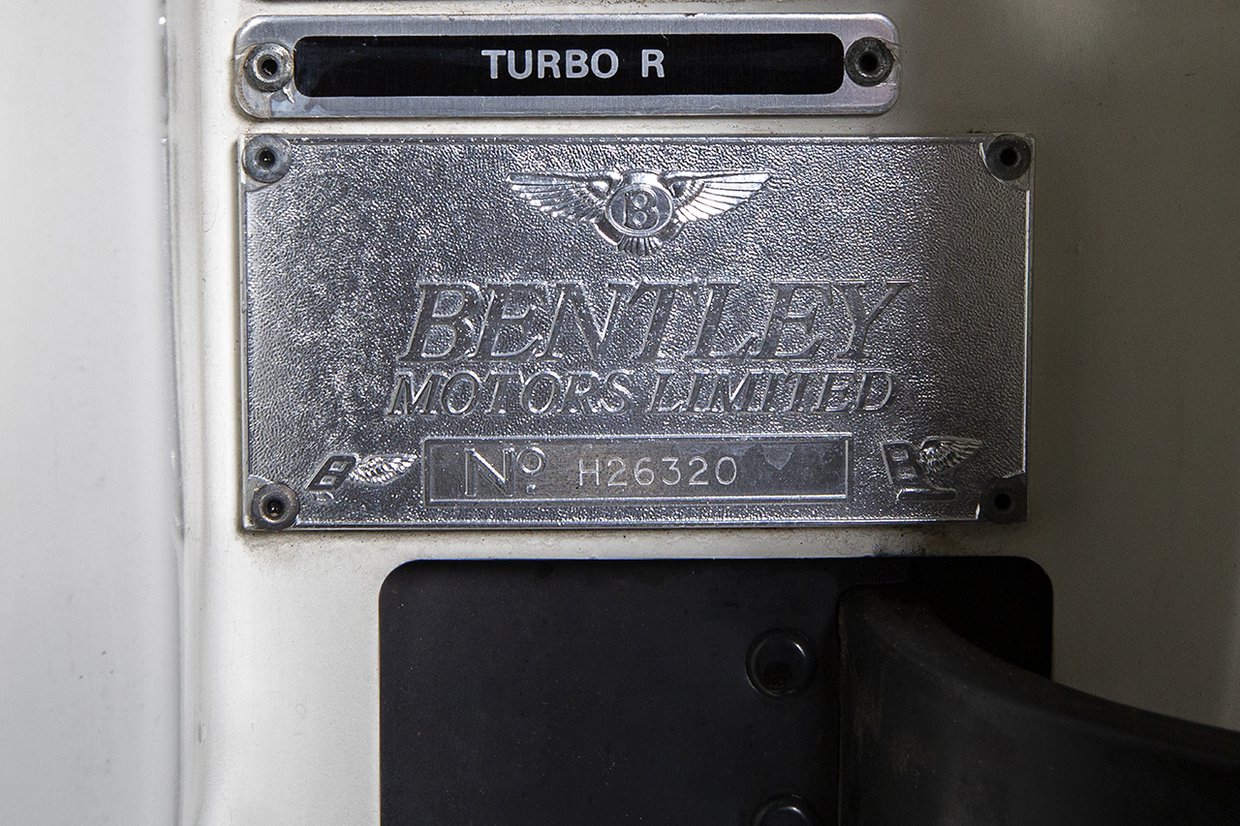 TURBO R
B
BENTLEY
MOTORS LIMITED
B Nº H26320 B